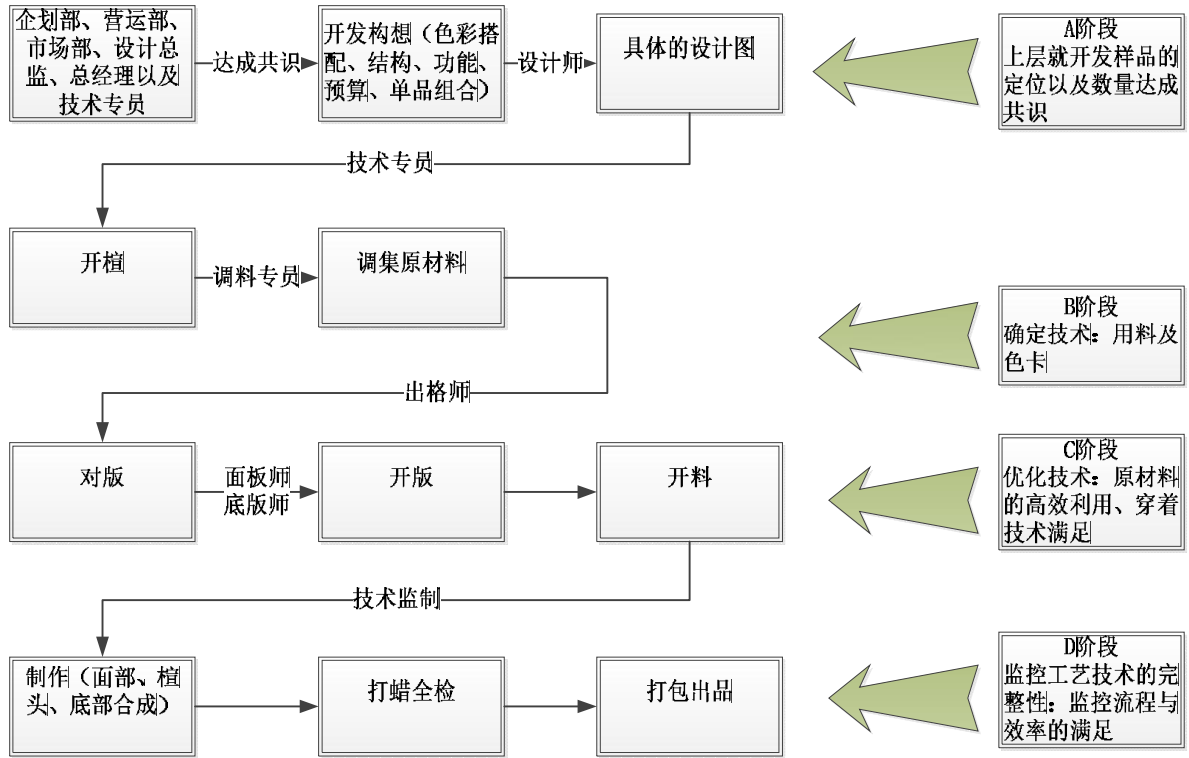 企划部、营运部、
市场部、设计总
监、总经理以及
技术专员
达成共识
开发构想（色彩搭
配、结构、功能、
预算、单品组合）
设计师
具体的设计图
A阶段
上层就开发样品的
定位以及数量达成
共识
技术专员
开楦
调料专员
调集原材料
B阶段
确定技术：用料及
色卡
出格师
对版
面板师
底版师
开版
开料
C阶段
优化技术：原材料
的高效利用、穿着
技术满足
技术监制
制作（面部、楦
头、底部合成）
打蜡全检
打包出品
D阶段
监控工艺技术的完
整性：监控流程与
效率的满足